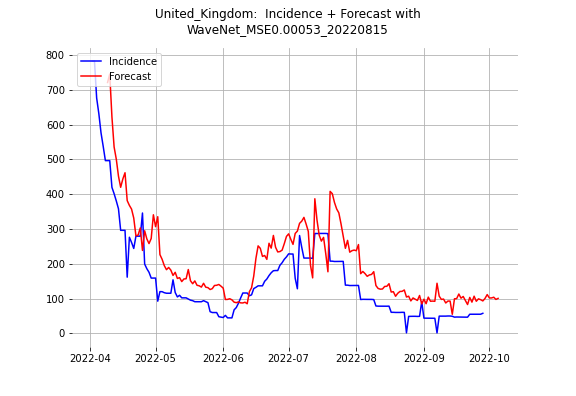 United_Kingdom:  Incidence + Forecast with
WaveNet_MSE0.00053_20220815
Incidence
Forecast
800
700
600
500
400
300
200
100
0
2022-04 2022-05 2022-06 2022-07 2022-08 2022-09 2022-10